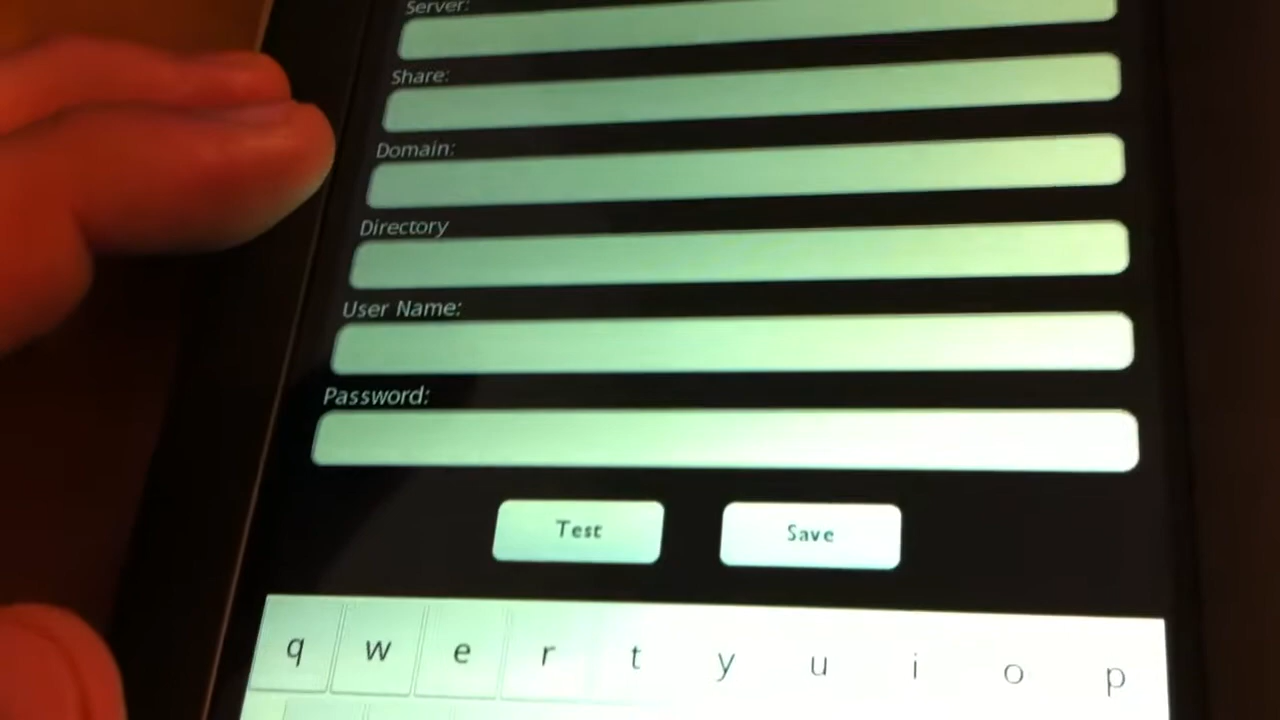 Server:
Share:
Domain:
Directory
User Name:
Password:
Test Save
q w e r t y u i o p